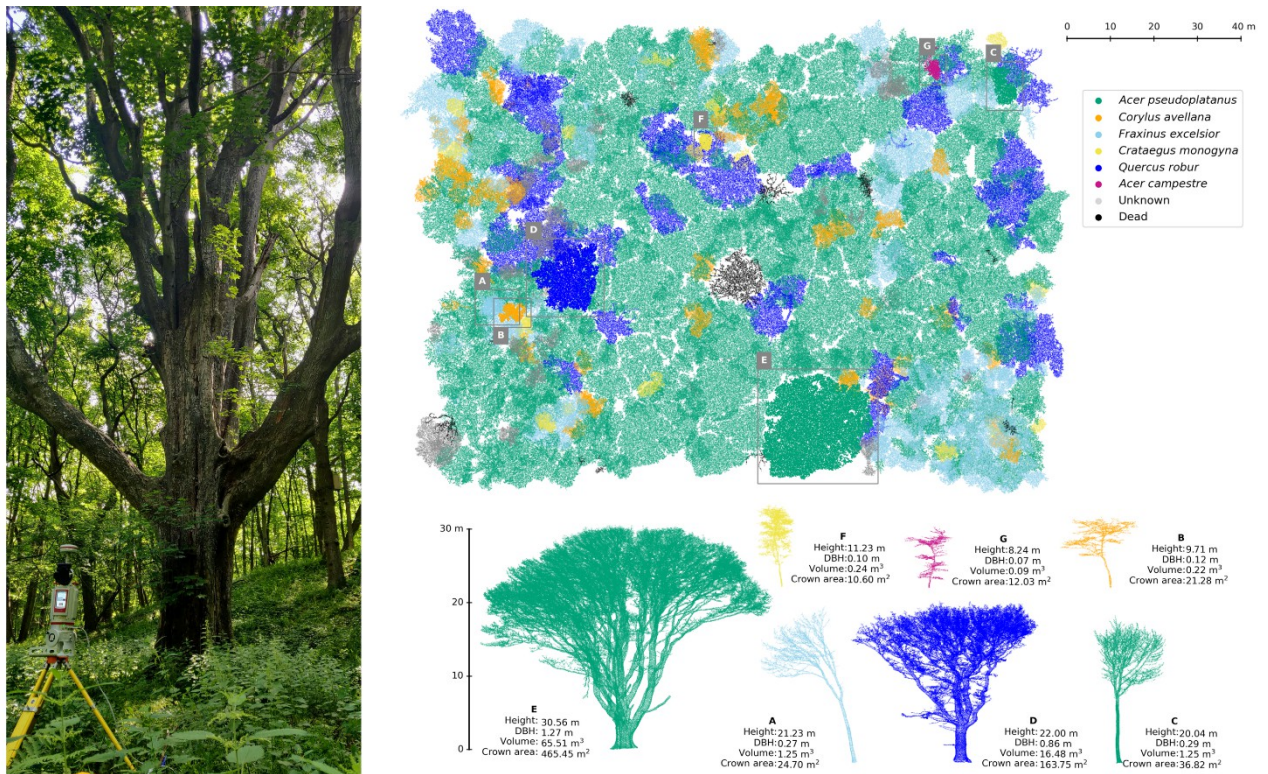 0 10 20 30 40 m
G
C
Acer pseudoplatanus
Corylus avellana
Fraxinus excelsior
Crataegus monogyna
Quercus robur
Acer campestre
Unknown
Dead
F
D
A
B
E
30 m
20
10
0
F
Height:11.23 m
DBH:0.10 m
Volume:0.24 m³
Crown area:10.60 m²
G
Height:8.24 m
DBH:0.07 m
Volume:0.09 m³
Crown area:12.03 m²
B
Height:9.71 m
DBH:0.12 m
Volume:0.22 m³
Crown area:21.28 m²
E
Height: 30.56 m
DBH: 1.27 m
Volume: 65.51 m³
Crown area: 465.45 m²
A
Height:21.23 m
DBH:0.27 m
Volume:1.25 m³
Crown area:24.70 m²
D
Height:22.00 m
DBH:0.86 m
Volume:16.48 m³
Crown area:163.75 m²
C
Height:20.04 m
DBH:0.29 m
Volume:1.25 m³
Crown area:36.82 m²